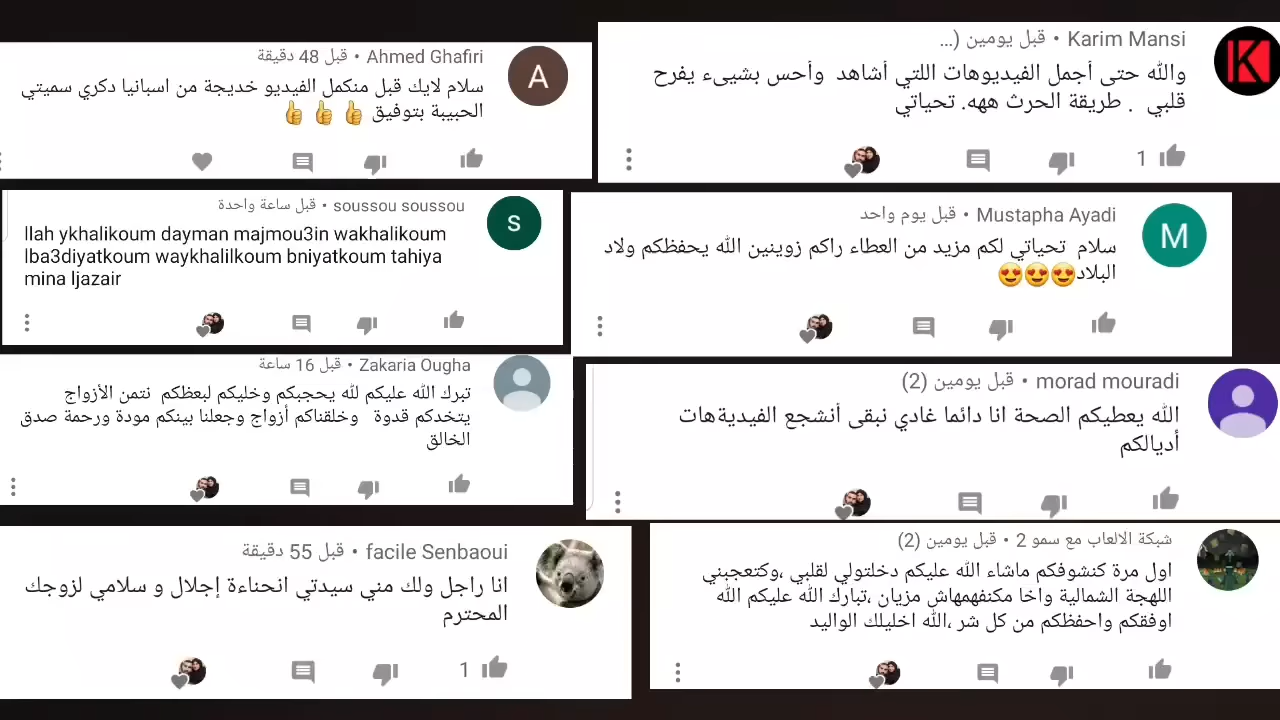 Karim Mansi • قبل يومين (...
والله حتى أجمل الفيديوهات اللتي أشاهد وأحس بشيىء يفرح
قلبي . طريقة الحرث ههه. تحياتي
1
Ahmed Ghafiri • قبل 48 دقيقة
سلام لايك قبل منكمل الفيديو خديجة من اسبانيا دكري سميتي
الحبيبة بتوفيق 👍 👍 👍
A
K
Mustapha Ayadi • قبل يوم واحد
سلام تحياتي لكم مزيد من العطاء راكم زوينين الله يحفظكم ولاد
البلاد😍😍😍
M
soussou soussou • قبل ساعة واحدة
llah ykhalikoum dayman majmou3in wakhalikoum
lba3diyatkoum waykhalilkoum bniyatkoum tahiya
mina ljazair
S
morad mouradi • قبل يومين (2)
الله يعطيكم الصحة انا دائما غادي نبقى أنشجع الفيديةهات
أديالكم
Zakaria Ougha • قبل 16 ساعة
تبرك الله عليكم لله يحجبكم وخليكم لبعظكم نتمن الأزواج
يتخدكم قدوة وخلقناكم أزواج وجعلنا بينكم مودة ورحمة صدق
الخالق
شبكة الالعاب مع سمو 2 • قبل يومين (2)
اول مرة كنشوفكم ماشاء الله عليكم دخلتولي لقلبي ،وكتعجبني
اللهجة الشمالية واخا مكنفهمهاش مزيان ،تبارك الله عليكم الله
اوفقكم واحفظكم من كل شر ،الله اخليلك الواليد
facile Senbaoui • قبل 55 دقيقة
انا راجل ولك مني سيدتي انحناءة إجلال و سلامي لزوجك
المحترم
1